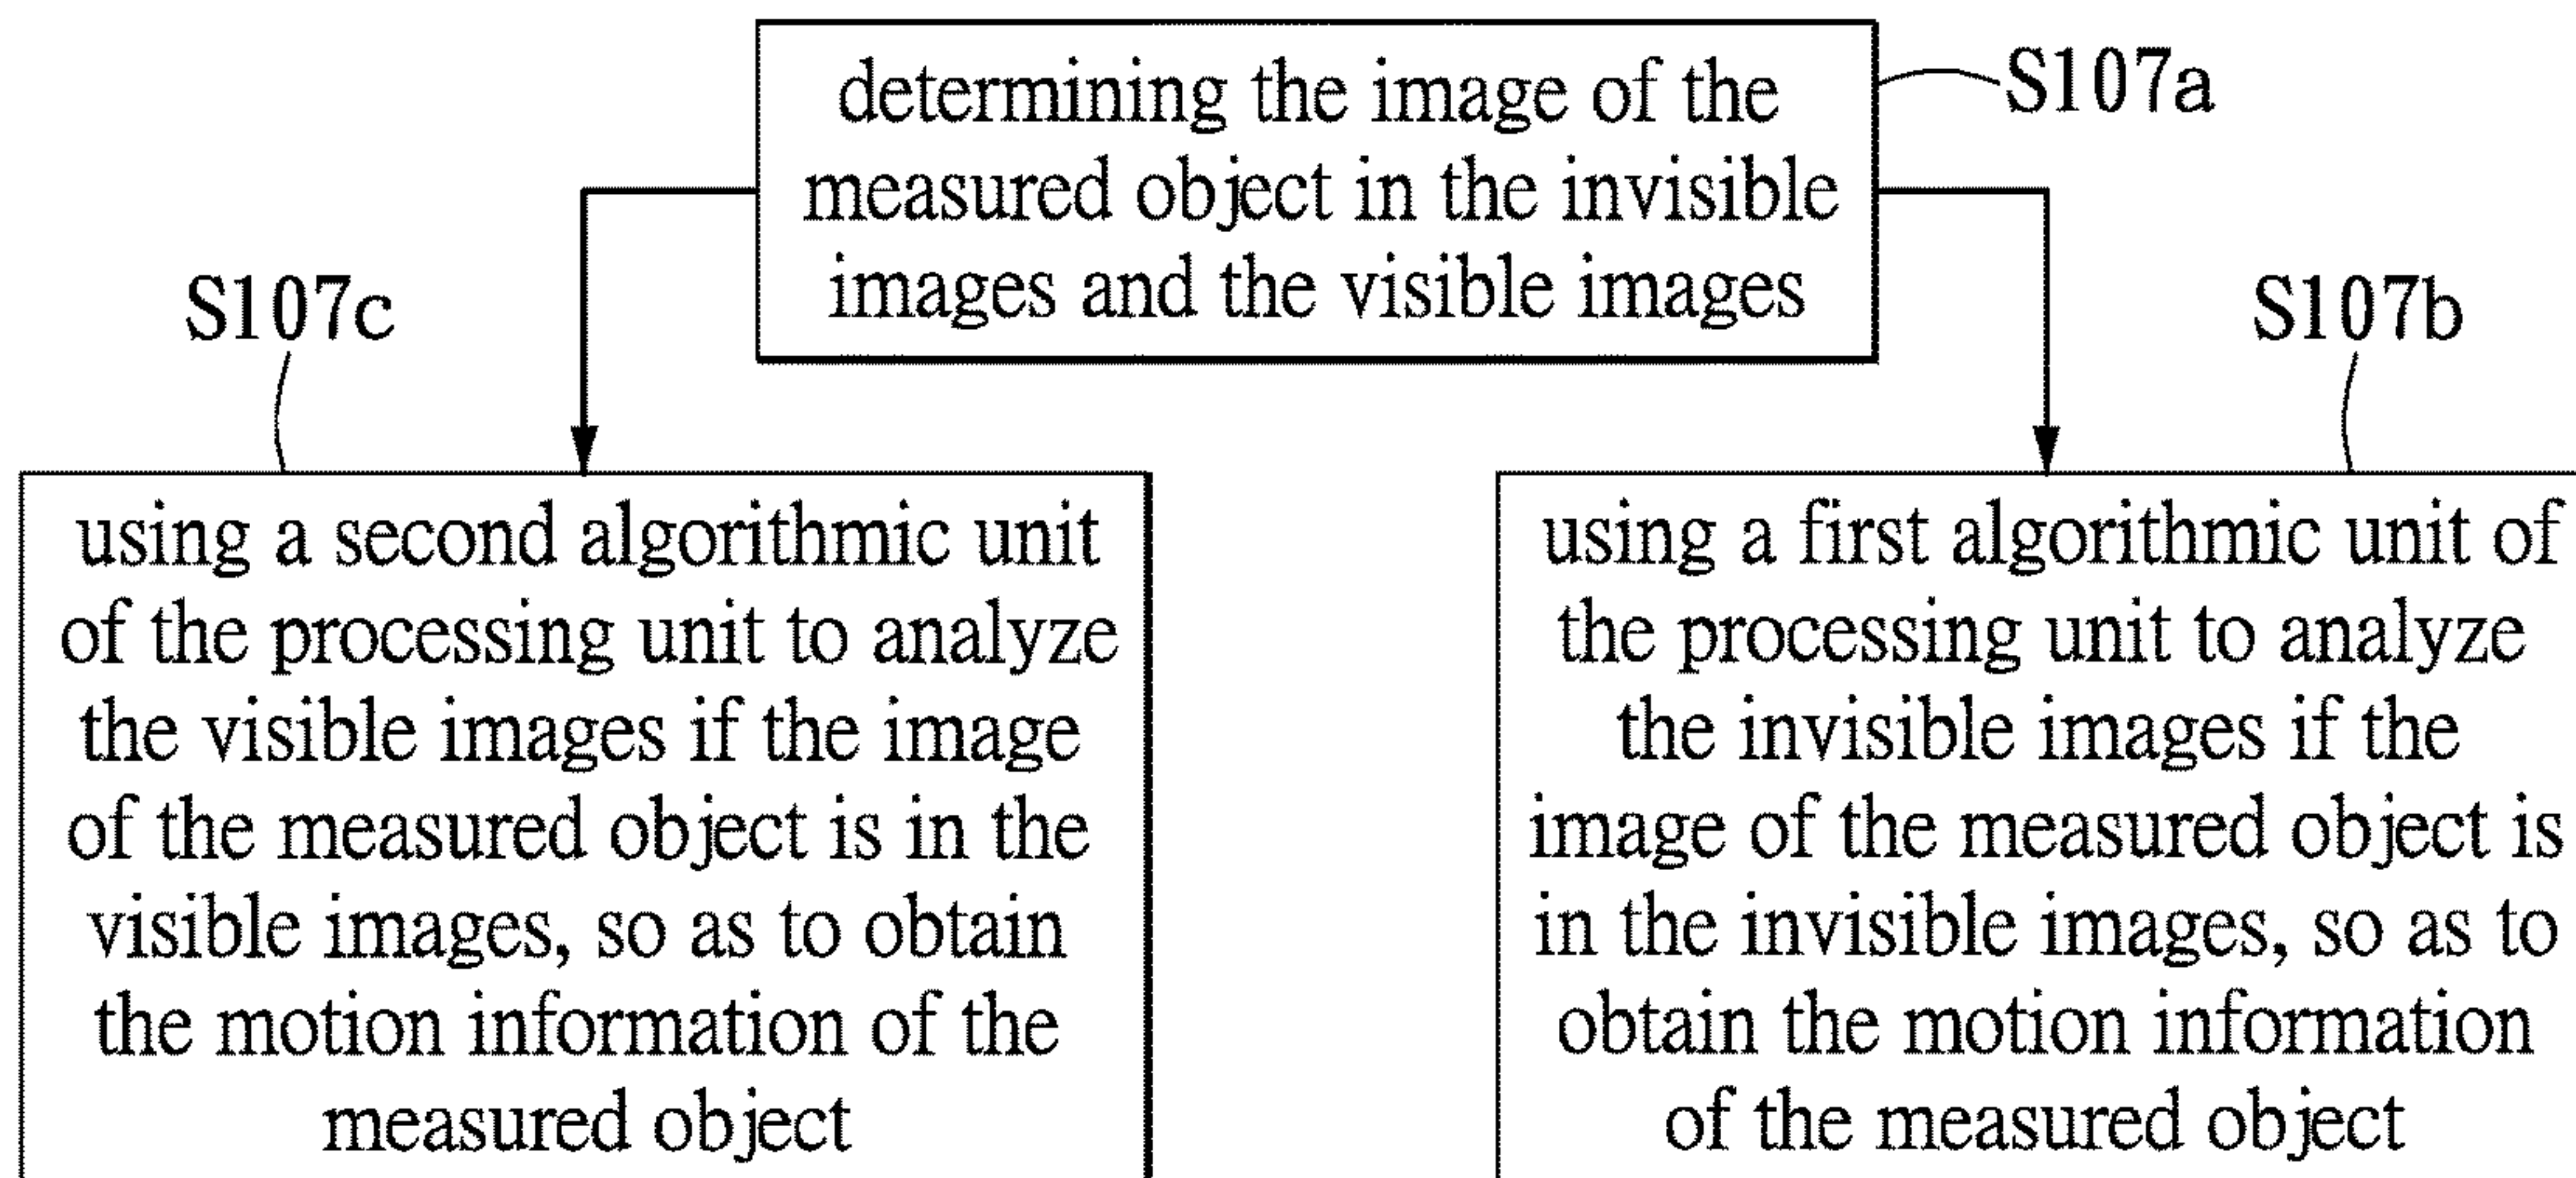 determining the image of the
measured object in the invisible
images and the visible images
S107a
S107c
using a second algorithmic unit
of the processing unit to analyze
the visible images if the image
of the measured object is in the
visible images, so as to obtain
the motion information of the
measured object
S107b
using a first algorithmic unit of
the processing unit to analyze
the invisible images if the
image of the measured object is
in the invisible images, so as to
obtain the motion information
of the measured object